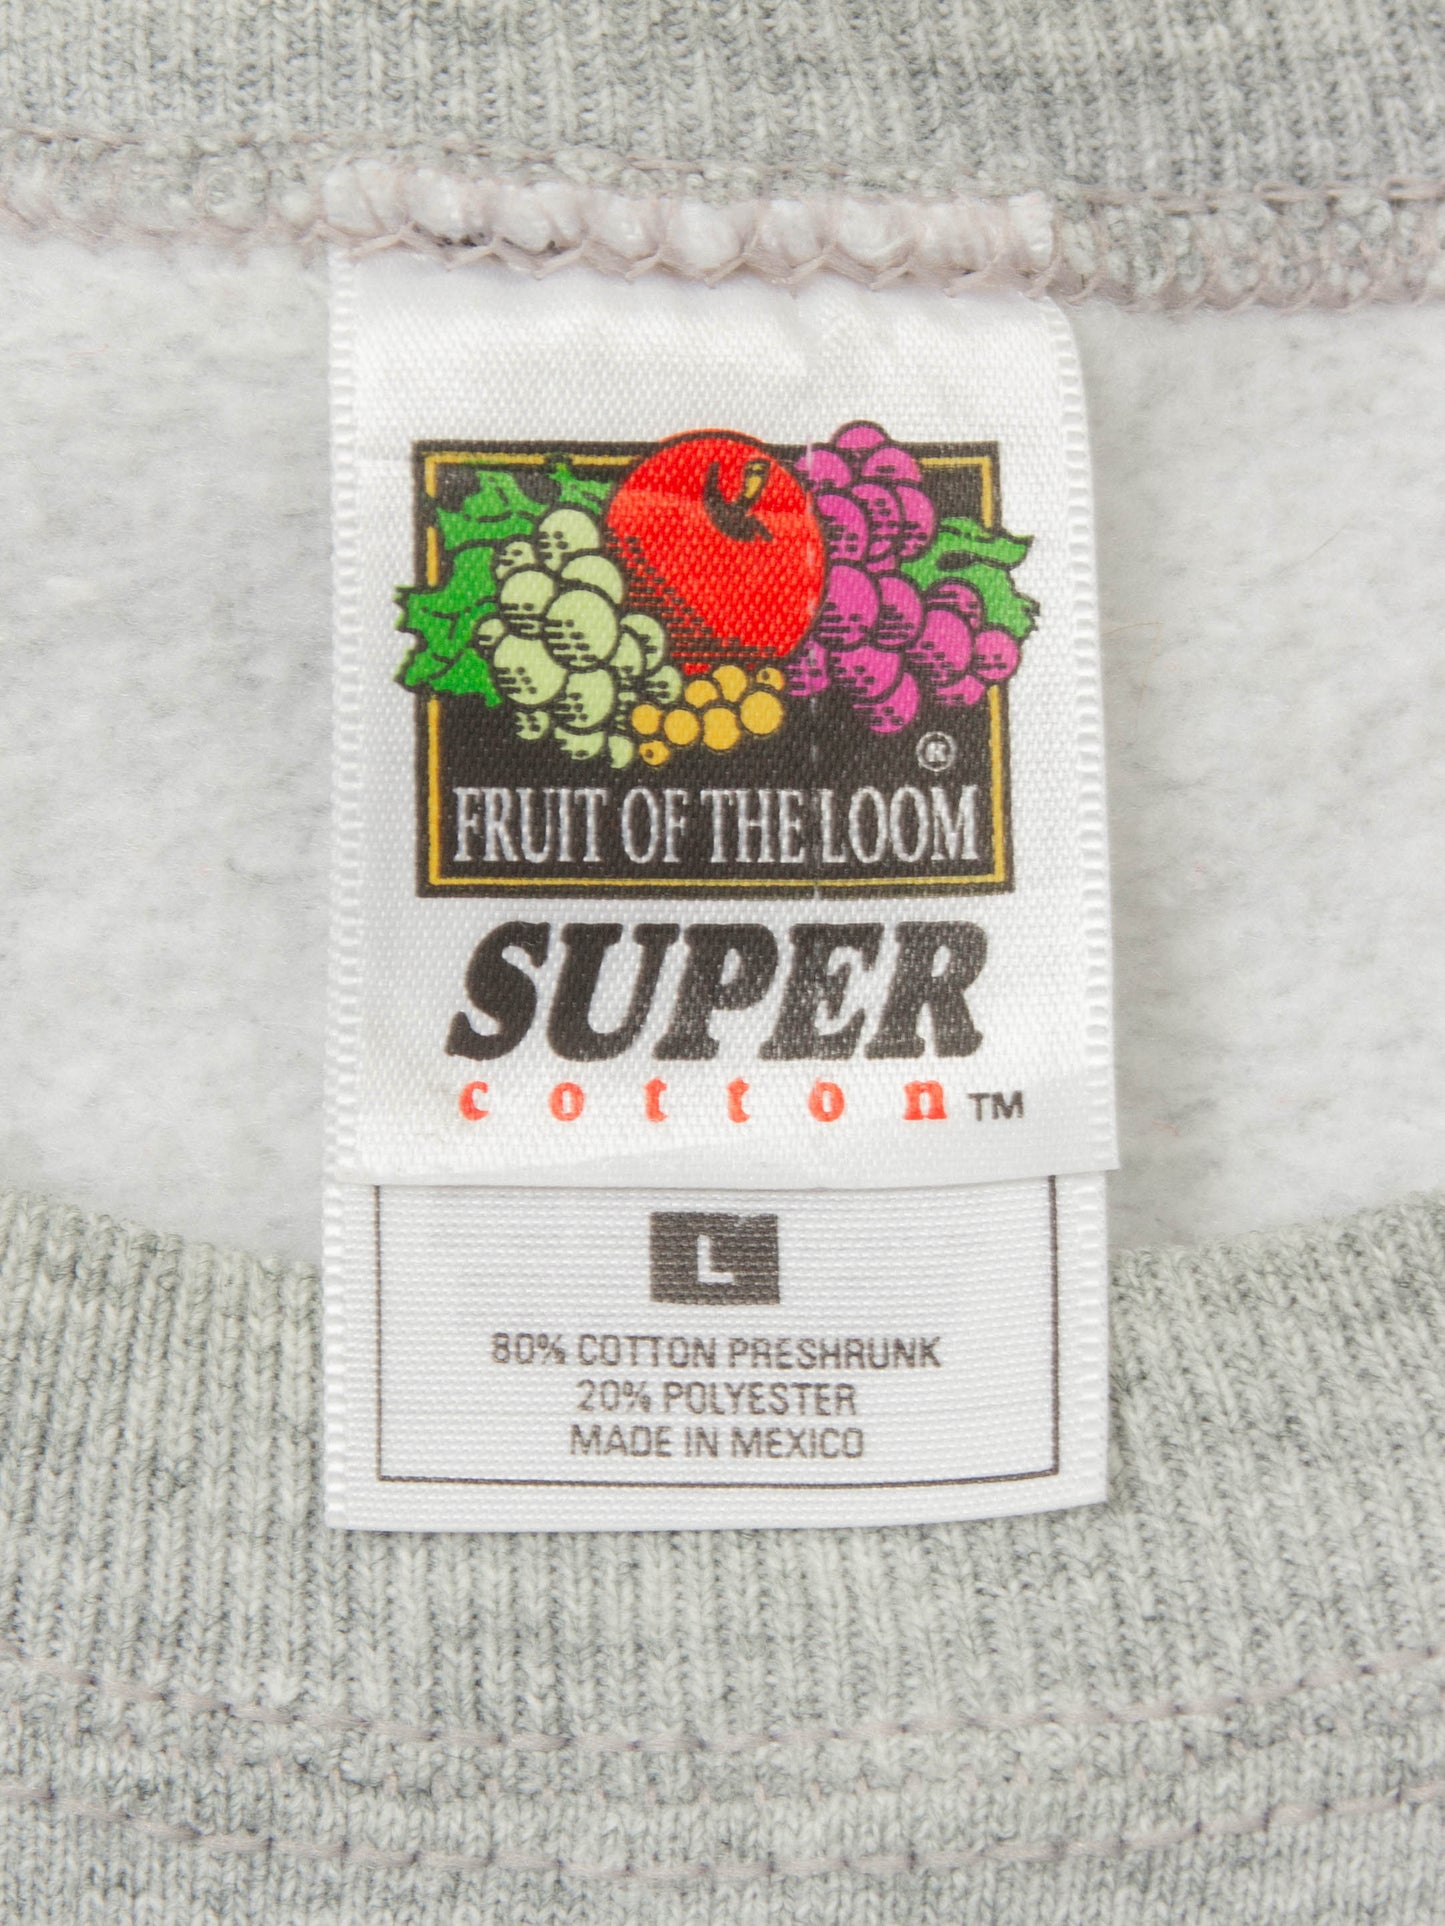 ®
FRUIT OF THE LOOM
SUPER
cotton™
L
80% COTTON PRESHRUNK
20% POLYESTER
MADE IN MEXICO